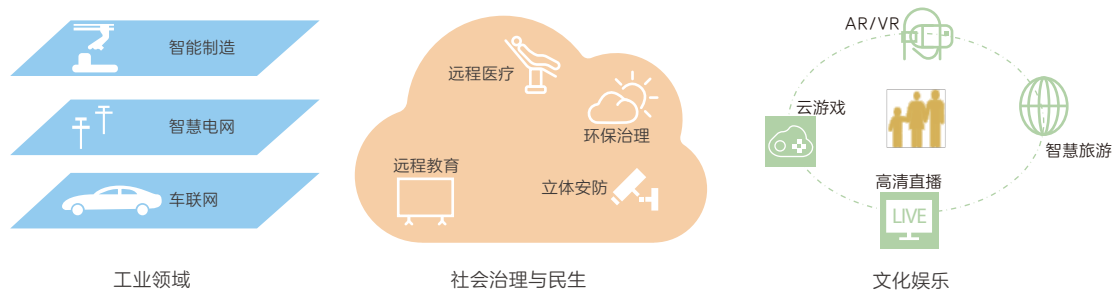 智能制造
智慧电网
车联网
工业领域
远程医疗
环保治理
远程教育
立体安防
社会治理与民生
AR/VR
云游戏
智慧旅游
高清直播
LIVE
文化娱乐